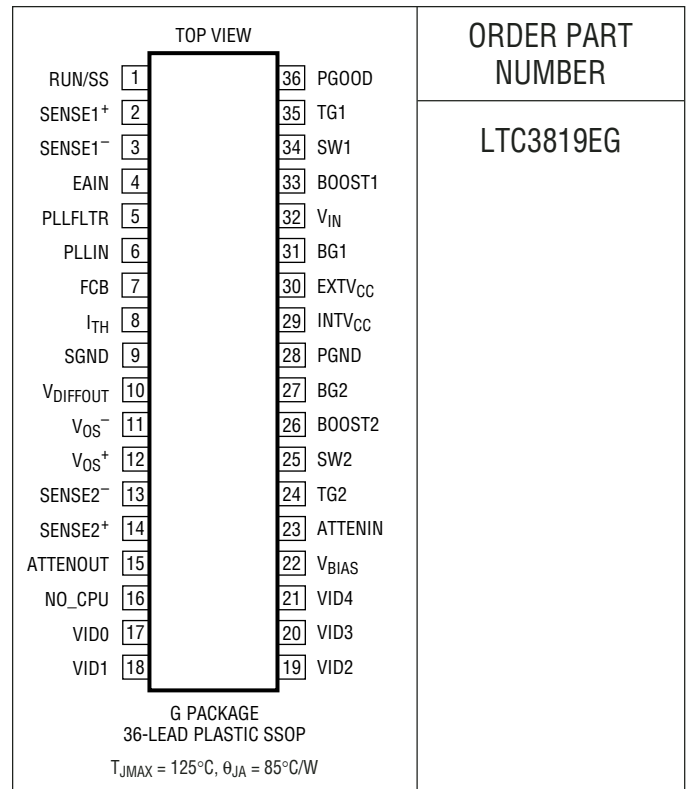 TOP VIEW
RUN/SS 1
SENSE1+ 2
SENSE1– 3
EAIN 4
PLLFLTR 5
PLLIN 6
FCB 7
ITH 8
SGND 9
VDIFFOUT 10
VOS– 11
VOS+ 12
SENSE2– 13
SENSE2+ 14
ATTENOUT 15
NO_CPU 16
VID0 17
VID1 18
36 PGOOD
35 TG1
34 SW1
33 BOOST1
32 VIN
31 BG1
30 EXTVCC
29 INTVCC
28 PGND
27 BG2
26 BOOST2
25 SW2
24 TG2
23 ATTENIN
22 VBIAS
21 VID4
20 VID3
19 VID2
G PACKAGE
36-LEAD PLASTIC SSOP
TJMAX = 125°C, θJA = 85°C/W
ORDER PART
NUMBER
LTC3819EG